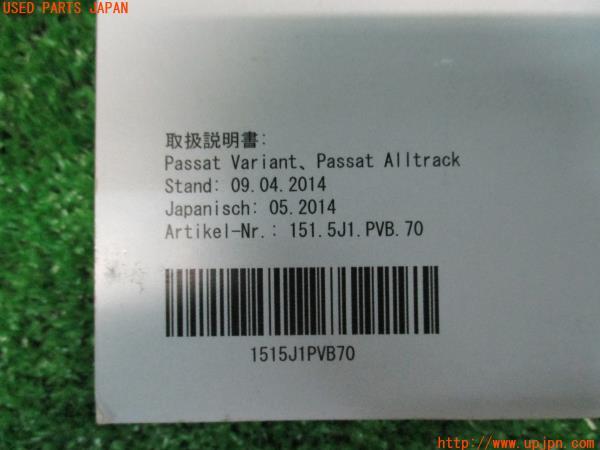 USED PARTS JAPAN
取扱説明書:
Passat Variant、Passat Alltrack
Stand: 09.04.2014
Japanisch: 05.2014
Artikel-Nr.: 151.5J1.PVB.70
1515J1PVB70
http://www.upjpn.com/